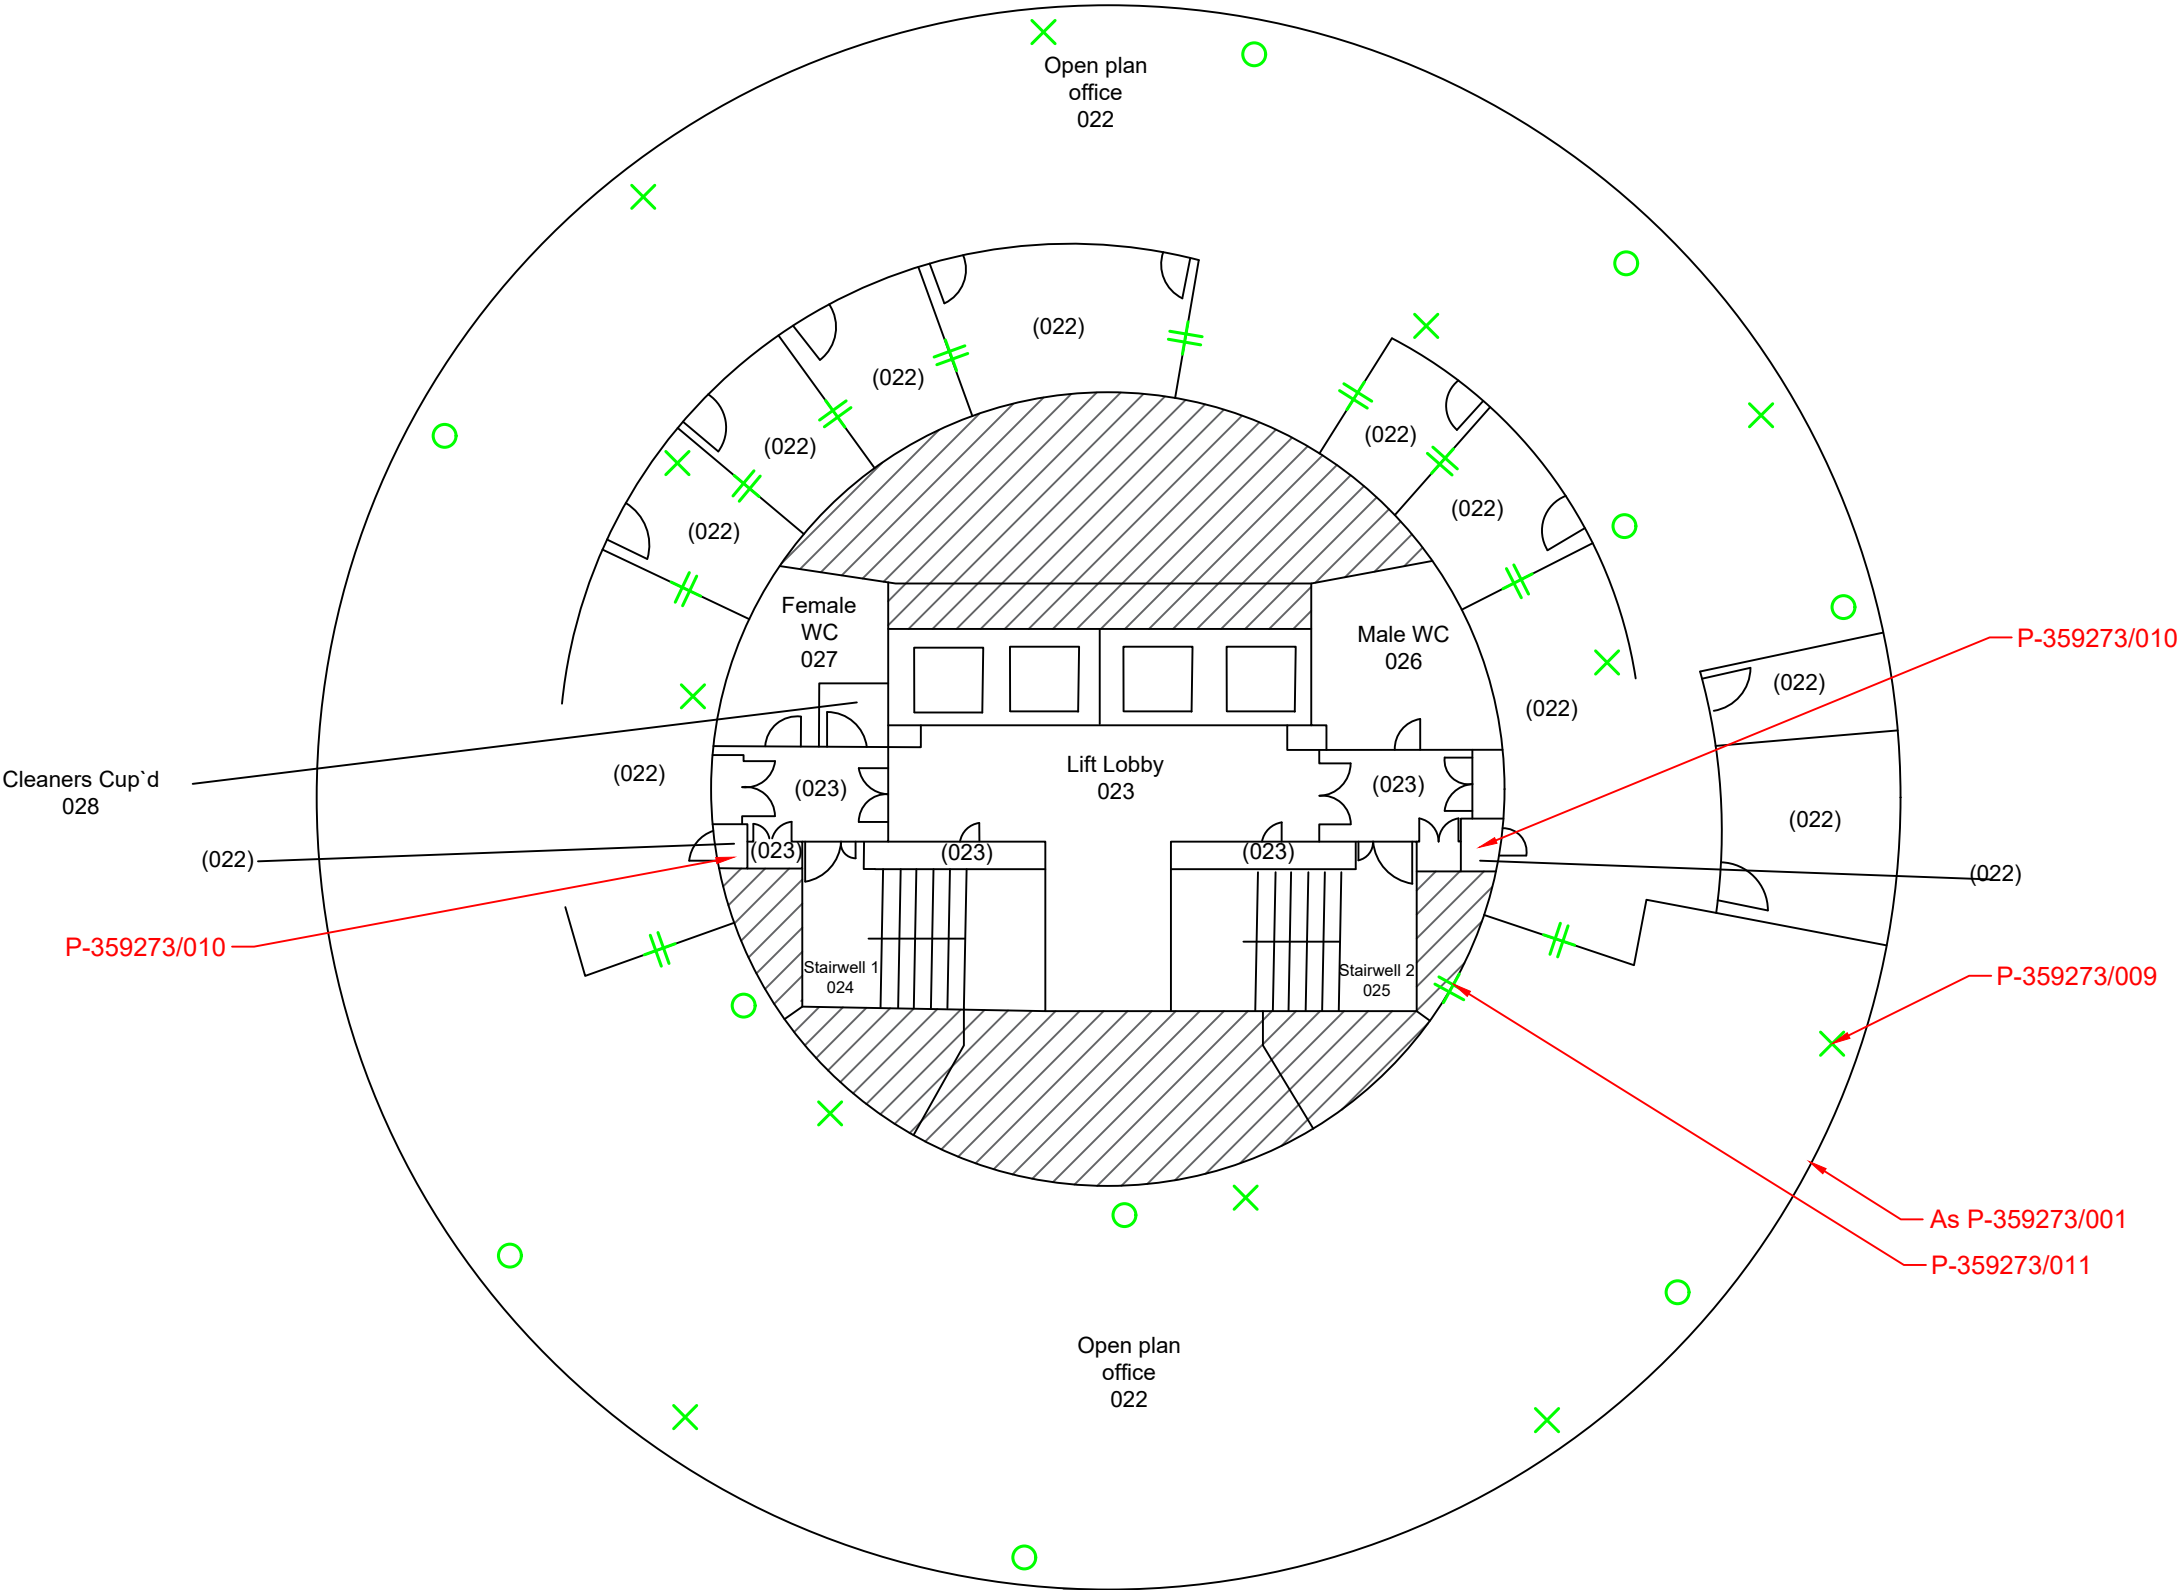 Open plan
office
022
(022)
(022)
(022)
(022)
(022)
(022)
Female
WC
027
Male WC
026
P-359273/010
(022)
(022)
(022)
Lift Lobby
023
(023)
(023)
Cleaners Cup`d
028
(022)
(022)
(023)
(023)
(023)
(022)
P-359273/010
Stairwell 1
024
Stairwell 2
025
P-359273/009
As P-359273/001
P-359273/011
Open plan
office
022